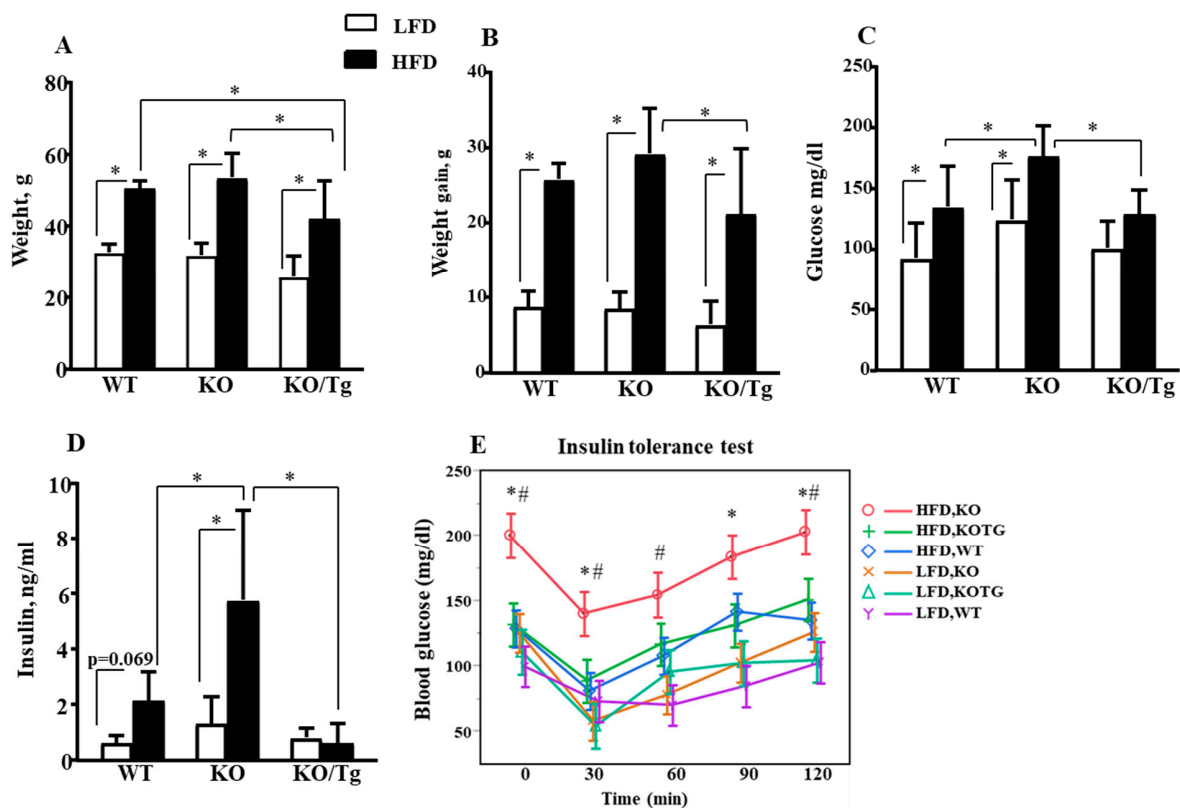 LFD
HFD
A
Weight, g
80
60
40
20
0
*
*
*
*
*
WT KO KO/Tg
B
Weight gain, g
40
30
20
10
0
*
*
*
*
WT KO KO/Tg
C
Glucose mg/dl
250
200
150
100
50
0
*
*
*
*
WT KO KO/Tg
D
Insulin, ng/ml
10
8
6
4
2
0
*
*
*
p=0.069
WT KO KO/Tg
E
Insulin tolerance test
Blood glucose (mg/dl)
250
200
150
100
50
*#
*#
#
*
*#
0 30 60 90 120
Time (min)
HFD,KO
HFD,KOTG
HFD,WT
LFD,KO
LFD,KOTG
LFD,WT